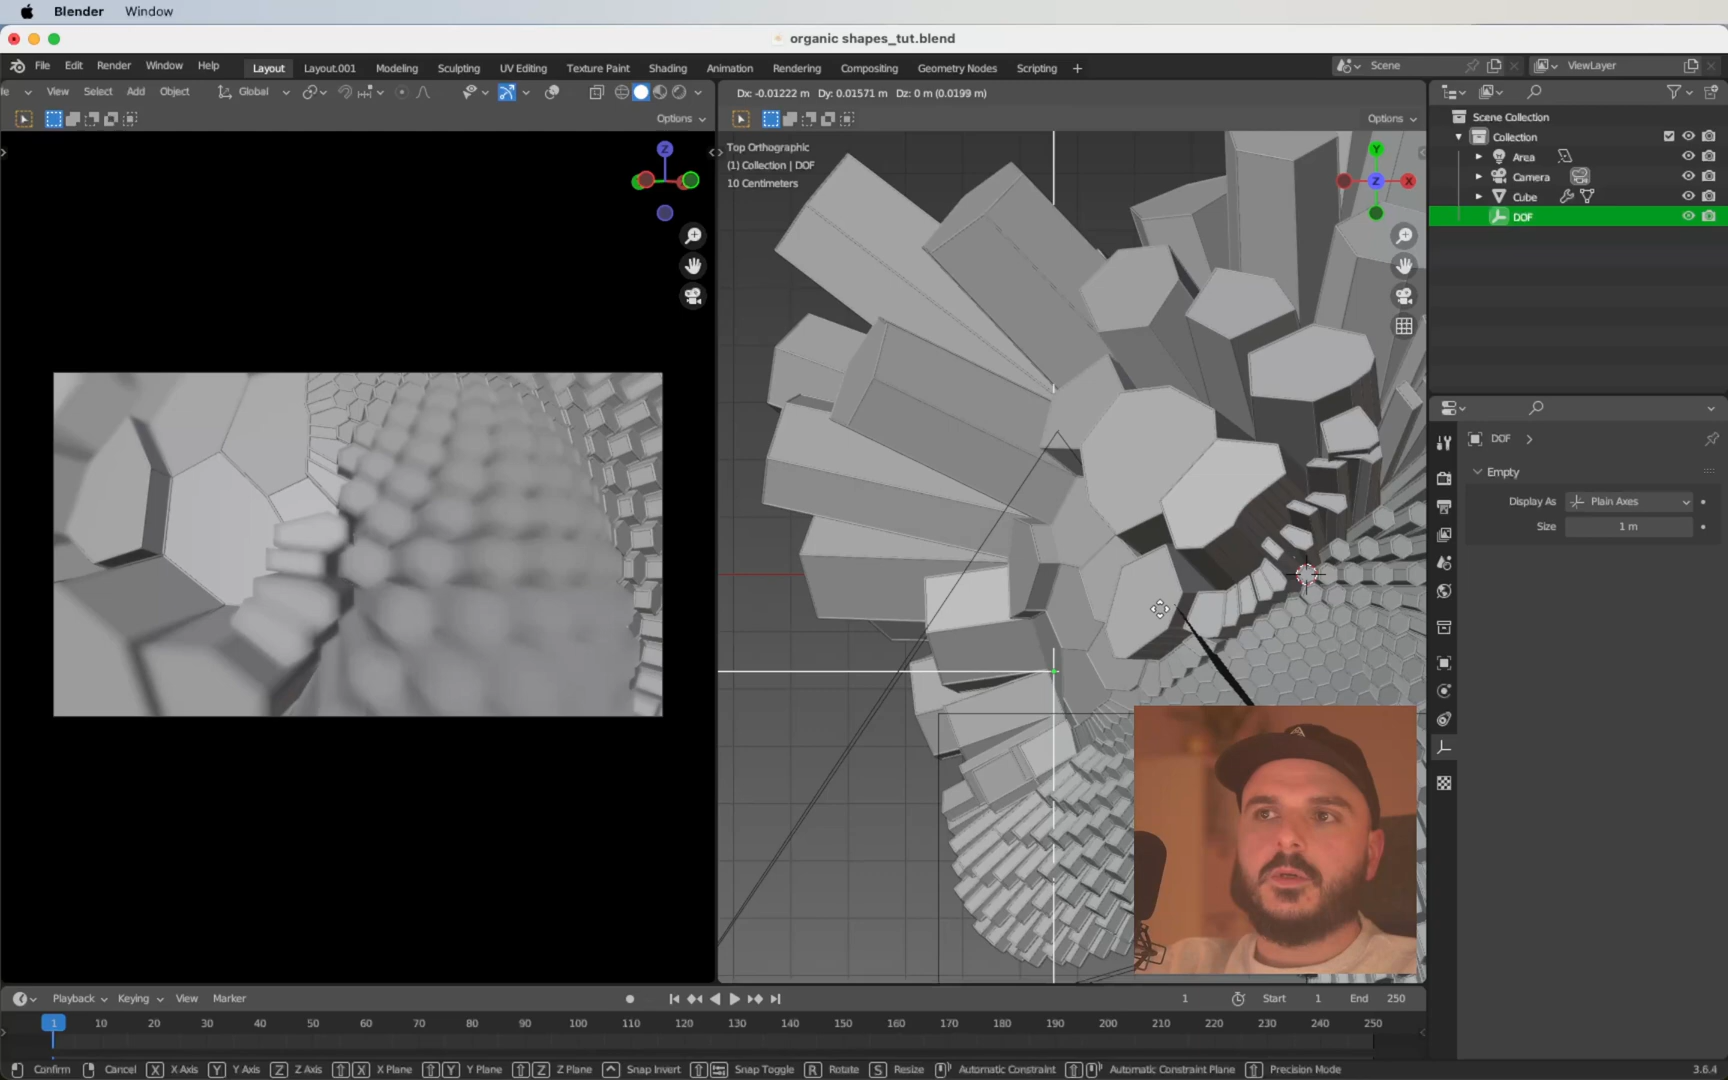 Blender Window
organic shapes_tut.blend
File Edit Render Window Help Layout Layout.001 Modeling Sculpting UV Editing Texture Paint Shading Animation Rendering Compositing Geometry Nodes Scripting + Scene ViewLayer
le View Select Add Object Global
Dx: -0.01222 m Dy: 0.01571 m Dz: 0 m (0.0199 m)
Options
Options
Z
Top Orthographic
(1) Collection | DOF
10 Centimeters
Y
Z
X
Scene Collection
Collection
Area
Camera
Cube
DOF
DOF
Empty
Display As Plain Axes
Size 1 m
Playback Keying View Marker 1 Start 1 End 250
1 10 20 30 40 50 60 70 80 90 100 110 120 130 140 150 160 170 180 190 200 210 220 230 240 250
Confirm Cancel X X Axis Y Y Axis Z Z Axis X X Plane Y Y Plane Z Z Plane Snap Invert Snap Toggle R Rotate S Resize Automatic Constraint Automatic Constraint Plane Precision Mode 3.6.4